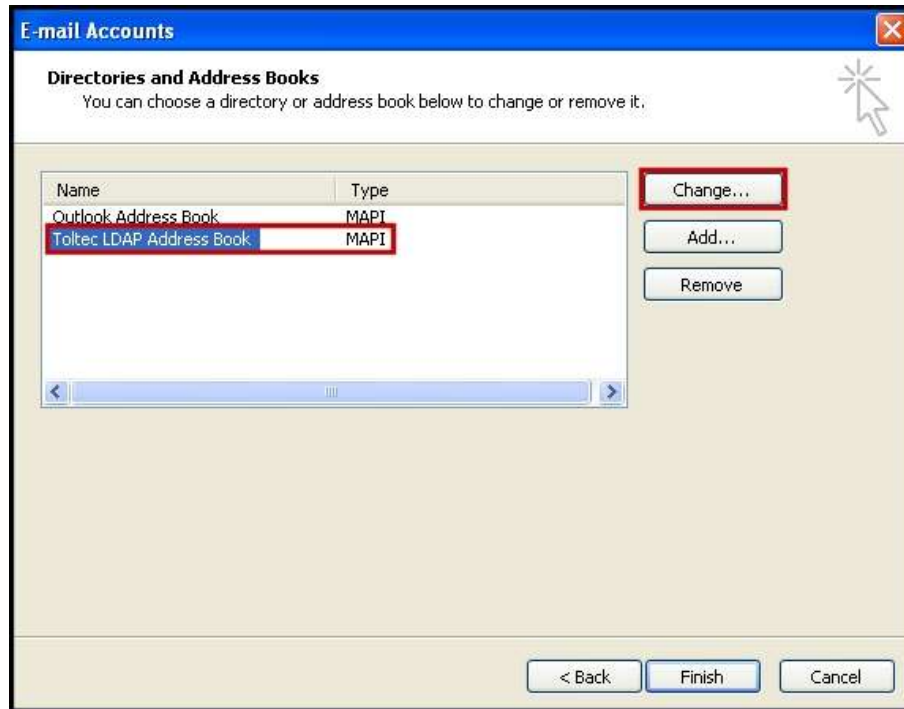 E-mail Accounts
Directories and Address Books
You can choose a directory or address book below to change or remove it.
Name Type
Outlook Address Book MAPI
Toltec LDAP Address Book MAPI
Change...
Add...
Remove
< Back Finish Cancel